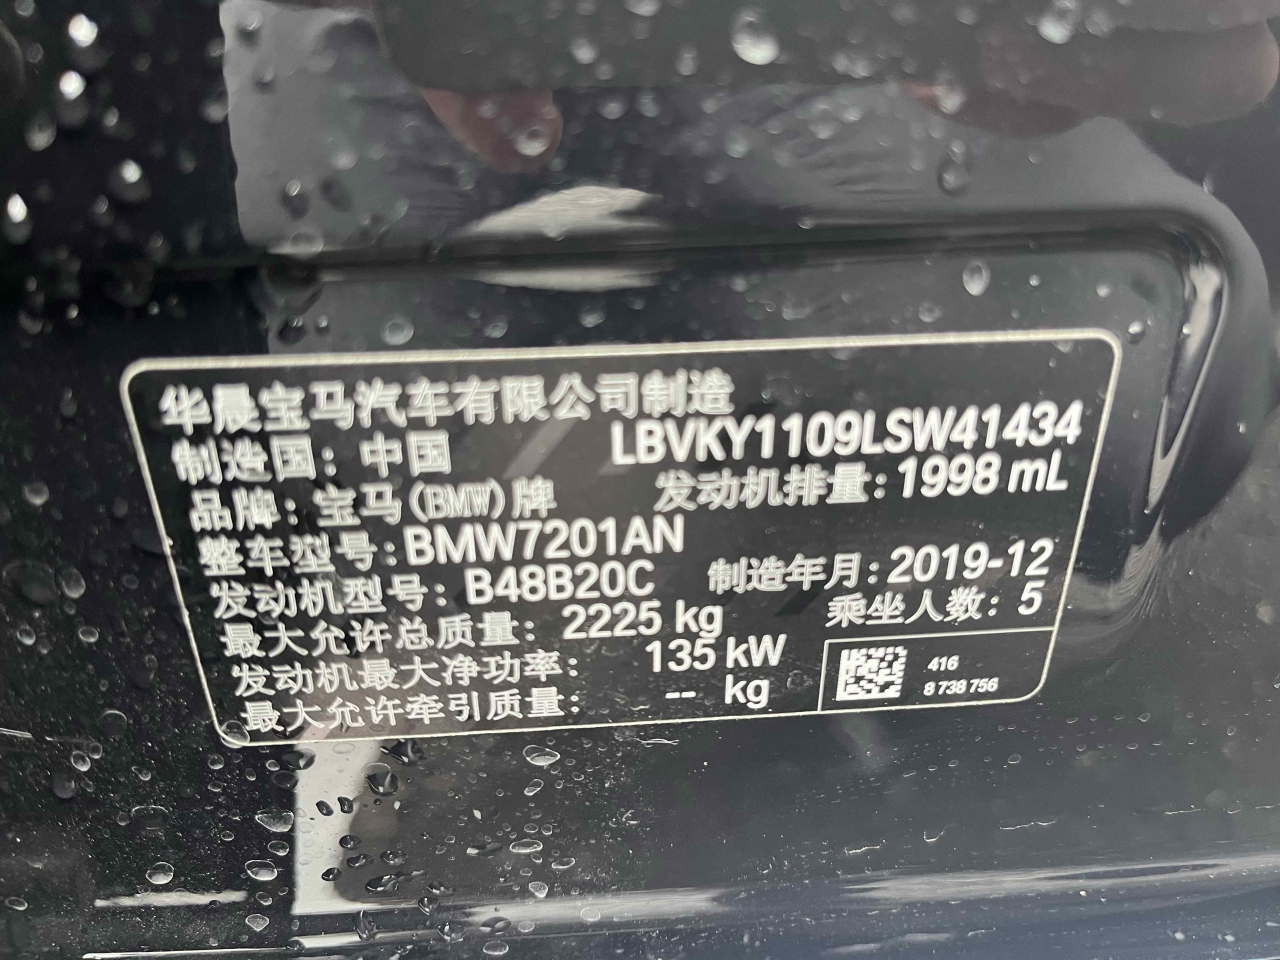 华晨宝马汽车有限公司制造
制造国：中国 LBVKY1109LSW41434
品牌：宝马(BMW)牌 发动机排量：1998 mL
整车型号：BMW7201AN
发动机型号：B48B20C 制造年月：2019-12
最大允许总质量：2225 kg 乘坐人数：5
发动机最大净功率：135 kW
最大允许牵引质量：-- kg
416
8 738 756